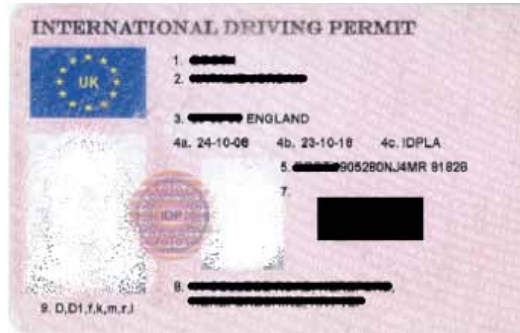 INTERNATIONAL DRIVING PERMIT
UK
1.
2.
3. ENGLAND
4a. 24-10-06 4b. 23-10-16 4c. IDPLA
5. 905280NJ4MR 81828
7.
IDP
8.
9. D,D1,f,k,m,r,l